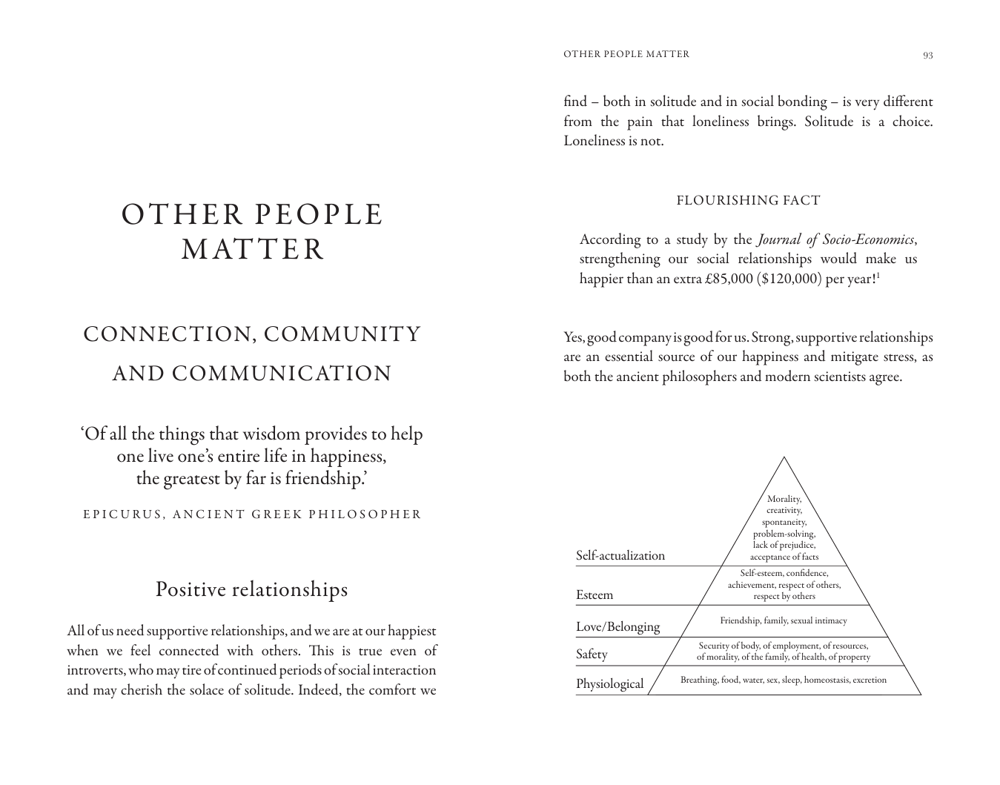 OTHER PEOPLE
MATTER
CONNECTION, COMMUNITY
AND COMMUNICATION
‘Of all the things that wisdom provides to help
one live one’s entire life in happiness,
the greatest by far is friendship.’
EPICURUS, ANCIENT GREEK PHILOSOPHER
Positive relationships
All of us need supportive relationships, and we are at our happiest
when we feel connected with others. This is true even of
introverts, who may tire of continued periods of social interaction
and may cherish the solace of solitude. Indeed, the comfort we
OTHER PEOPLE MATTER 93
find – both in solitude and in social bonding – is very different
from the pain that loneliness brings. Solitude is a choice.
Loneliness is not.
FLOURISHING FACT
According to a study by the Journal of Socio-Economics,
strengthening our social relationships would make us
happier than an extra £85,000 ($120,000) per year!¹
Yes, good company is good for us. Strong, supportive relationships
are an essential source of our happiness and mitigate stress, as
both the ancient philosophers and modern scientists agree.
Self-actualization
Morality,
creativity,
spontaneity,
problem-solving,
lack of prejudice,
acceptance of facts
Esteem
Self-esteem, confidence,
achievement, respect of others,
respect by others
Love/Belonging
Friendship, family, sexual intimacy
Safety
Security of body, of employment, of resources,
of morality, of the family, of health, of property
Physiological
Breathing, food, water, sex, sleep, homeostasis, excretion